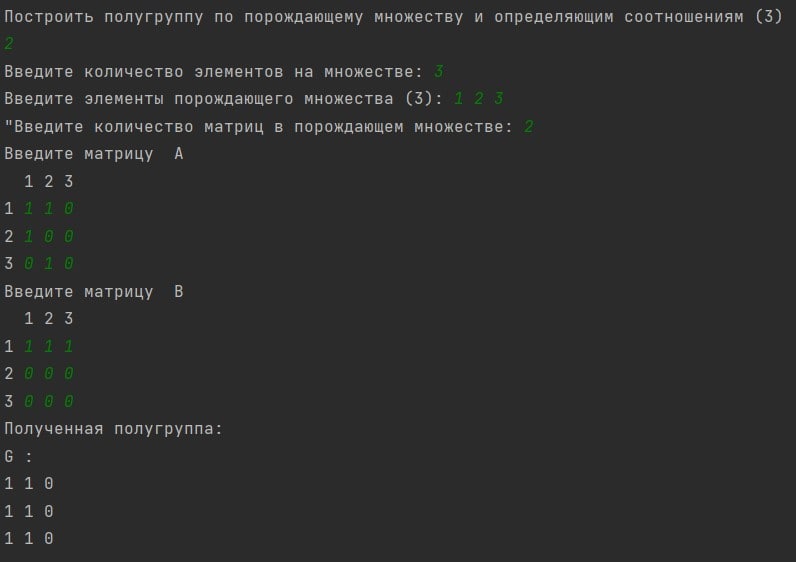 Построить полугруппу по порождающему множеству и определяющим соотношениям (3)
2
Введите количество элементов на множестве: 3
Введите элементы порождающего множества (3): 1 2 3
"Введите количество матриц в порождающем множестве: 2
Введите матрицу  A
  1 2 3
1 1 1 0
2 1 0 0
3 0 1 0
Введите матрицу  B
  1 2 3
1 1 1 1
2 0 0 0
3 0 0 0
Полученная полугруппа:
G :
1 1 0
1 1 0
1 1 0